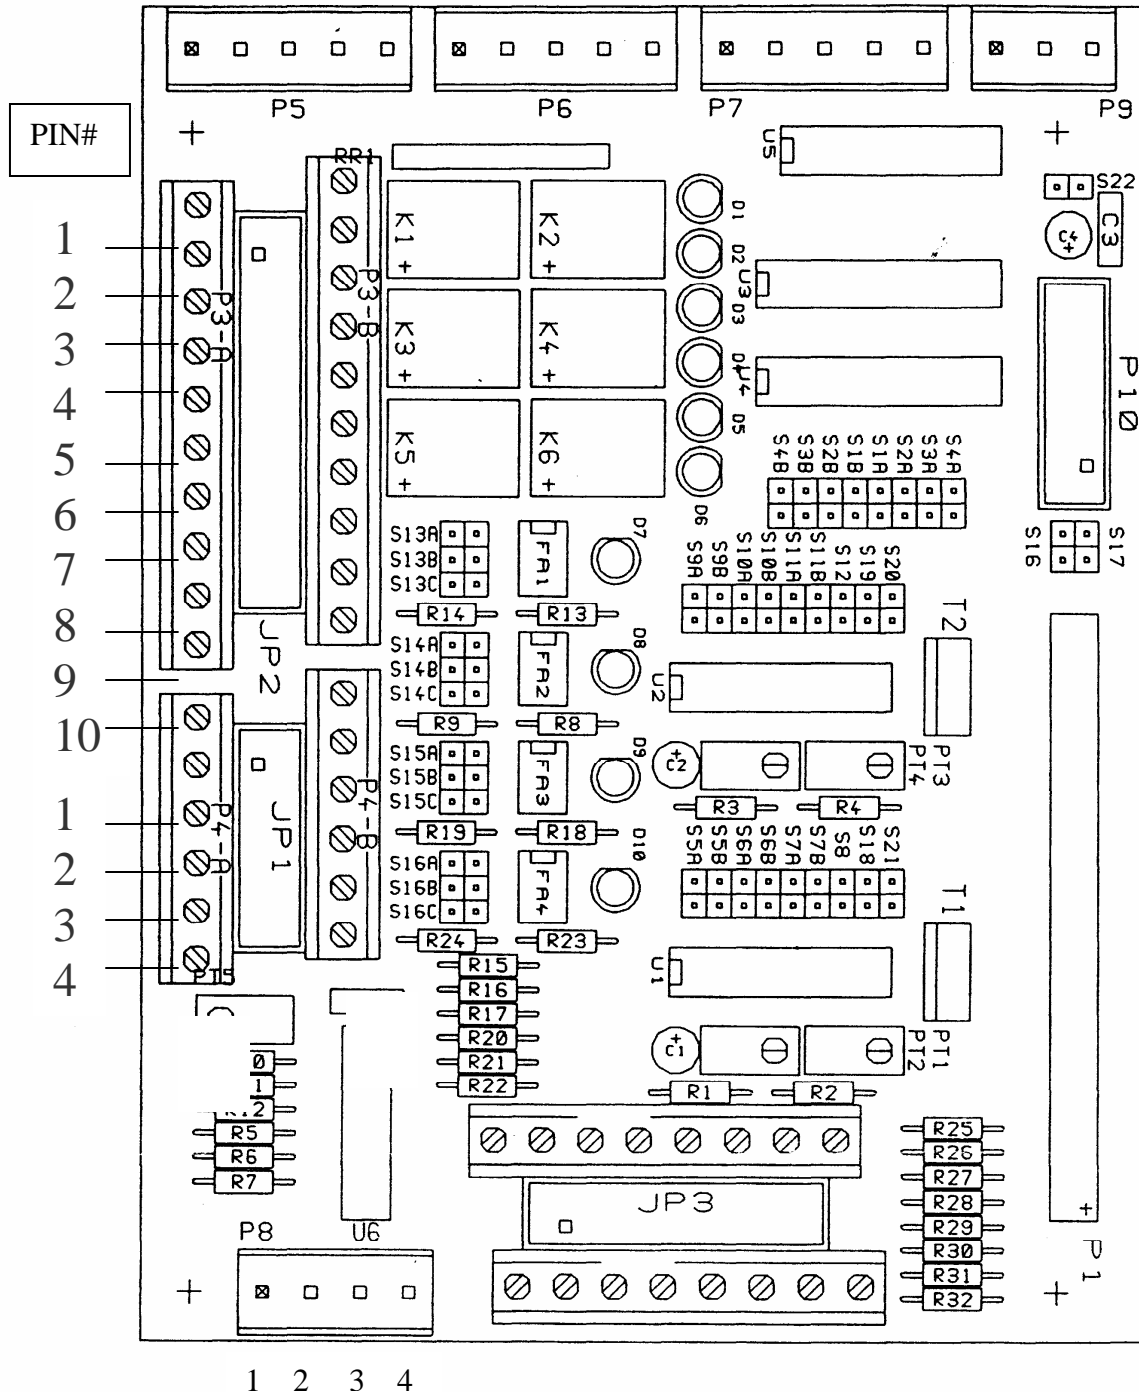 P5 P6 P7 P9
PIN#
RR1
U5
S22
C4
C3
K1 K2
D1
D2
U3
D3
P3-A
P3-B
K3 K4
D4
U4
D5
P10
K5 K6
D6
S4B S3B S2B S1B S1A S2A S3A S4A
1
2
3
4
5
6
7
8
9
10
1
2
3
4
S13A
S13B
S13C
FA1
D7
R14 R13
S9A S9B S10A S10B S11A S11B S12 S19 S20
S16 S17
JP2
S14A
S14B
S14C
FA2
D8
R9 R8
U2
T2
S15A
S15B
S15C
FA3
D9
C2
PT4 PT3
R3 R4
R19 R18
P4-A
JP1
P4-B
S16A
S16B
S16C
FA4
D10
S5A S5B S6A S6B S7A S7B S8 S18 S21
R24 R23
T1
U1
PT5
R15
R16
R17
R20
R21
R22
C1
PT2 PT1
R1 R2
0
1
R5
R6
R7
R25
R26
R27
R28
R29
R30
R31
R32
JP3
P8 U6
P1
1 2 3 4